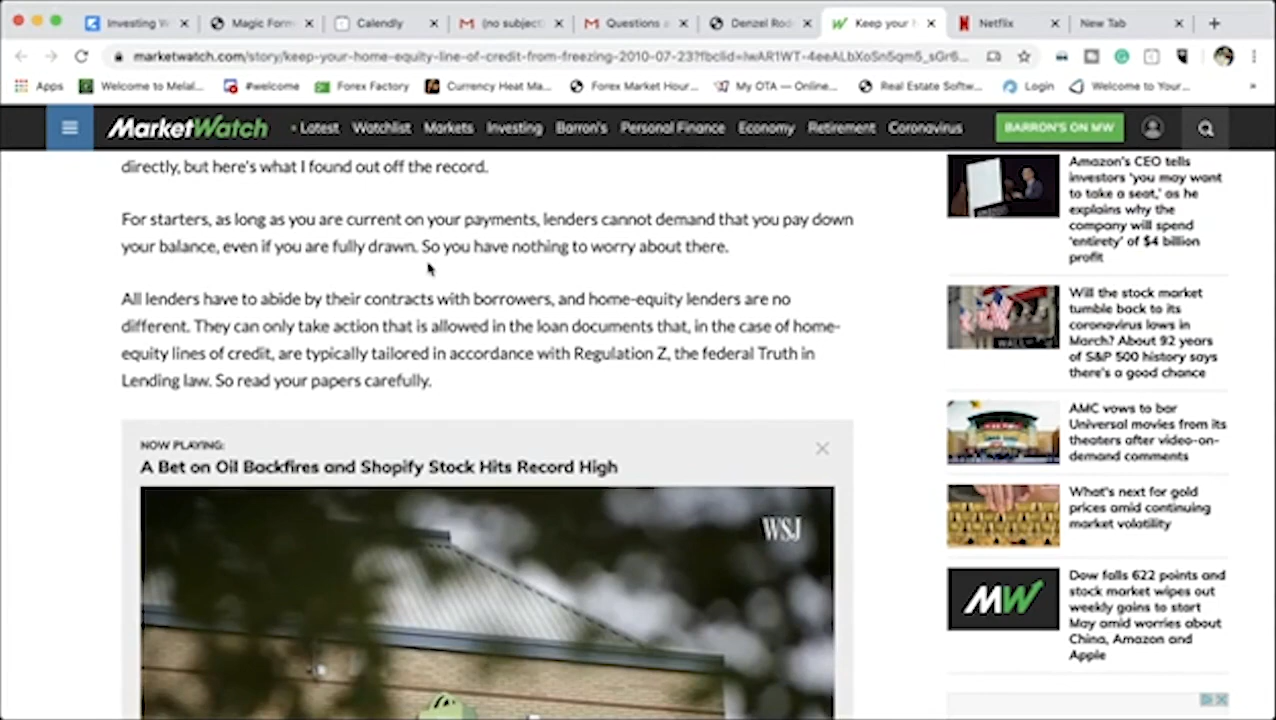 Investing W
Magic Form
Calendly
(no subject
Questions a
Denzel Rod
Keep your h
Netflix
New Tab
marketwatch.com/story/keep-your-home-equity-line-of-credit-from-freezing-2010-07-23?fbclid=IwAR1WT-4eeALbXoSn5qm5_sGr6...
Apps
Welcome to Melal...
#welcome
Forex Factory
Currency Heat Ma...
Forex Market Hour...
My OTA — Online...
Real Estate Softw...
Login
Welcome to Your...
»
MarketWatch
Latest
Watchlist
Markets
Investing
Barron's
Personal Finance
Economy
Retirement
Coronavirus
BARRON'S ON MW
directly, but here's what I found out off the record.
For starters, as long as you are current on your payments, lenders cannot demand that you pay down
your balance, even if you are fully drawn. So you have nothing to worry about there.
All lenders have to abide by their contracts with borrowers, and home-equity lenders are no
different. They can only take action that is allowed in the loan documents that, in the case of home-
equity lines of credit, are typically tailored in accordance with Regulation Z, the federal Truth in
Lending law. So read your papers carefully.
NOW PLAYING:
A Bet on Oil Backfires and Shopify Stock Hits Record High
WSJ
Amazon's CEO tells
investors 'you may want
to take a seat,' as he
explains why the
company will spend
'entirety' of $4 billion
profit
Will the stock market
tumble back to its
coronavirus lows in
March? About 92 years
of S&P 500 history says
there's a good chance
AMC vows to bar
Universal movies from its
theaters after video-on-
demand comments
What's next for gold
prices amid continuing
market volatility
MW
Dow falls 622 points and
stock market wipes out
weekly gains to start
May amid worries about
China, Amazon and
Apple